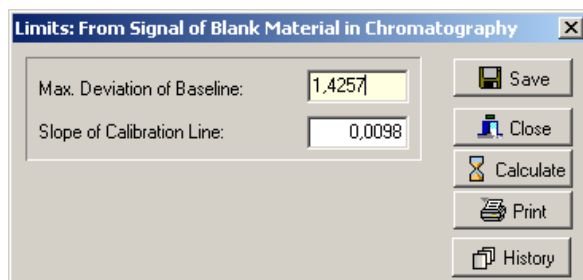 Limits: From Signal of Blank Material in Chromatography
Max. Deviation of Baseline: 1,4257
Slope of Calibration Line: 0,0098
Save
Close
Calculate
Print
History